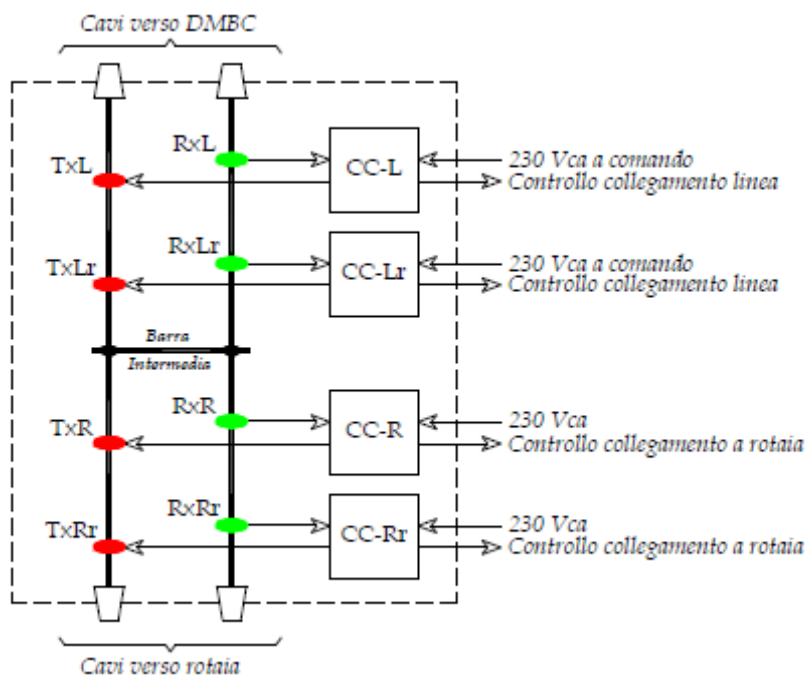 Cavi verso DMBC
RxL
TxL
CC-L
230 Vca a comando
Controllo collegamento linea
RxLr
TxLr
CC-Lr
230 Vca a comando
Controllo collegamento linea
Barra
Intermedia
RxR
TxR
CC-R
230 Vca
Controllo collegamento a rotaia
RxRr
TxRr
CC-Rr
230 Vca
Controllo collegamento a rotaia
Cavi verso rotaia